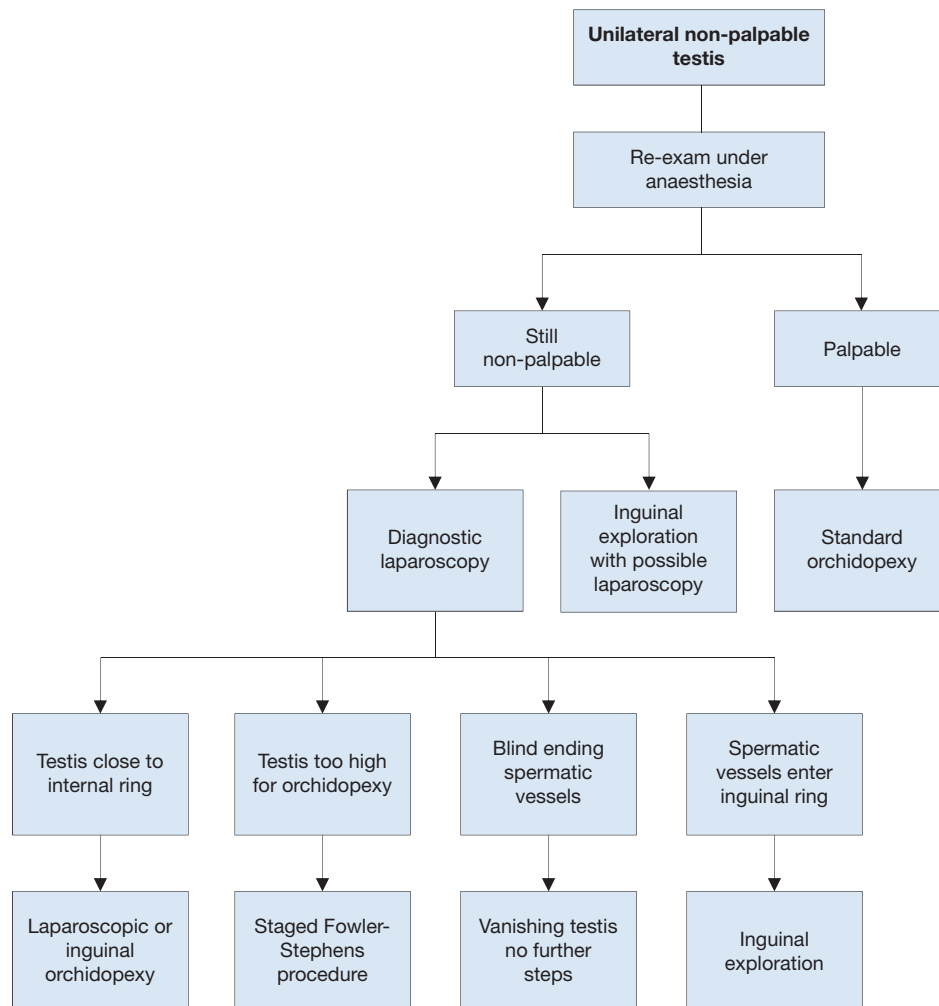 Unilateral non-palpable
testis
Re-exam under
anaesthesia
Still
non-palpable
Palpable
Diagnostic
laparoscopy
Inguinal
exploration
with possible
laparoscopy
Standard
orchidopexy
Testis close to
internal ring
Testis too high
for orchidopexy
Blind ending
spermatic
vessels
Spermatic
vessels enter
inguinal ring
Laparoscopic or
inguinal
orchidopexy
Staged Fowler-
Stephens
procedure
Vanishing testis
no further
steps
Inguinal
exploration